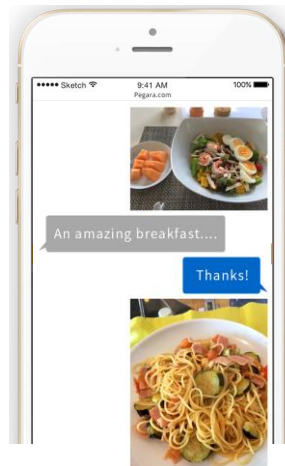 ●●●●● Sketch 9:41 AM 100%
Pegara.com
An amazing breakfast....
Thanks!